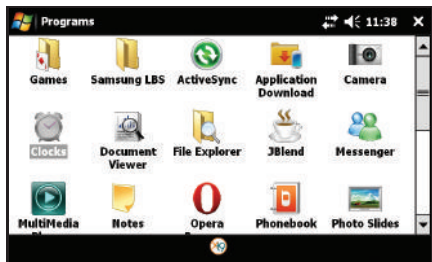 Programs 11:38
Games Samsung LBS ActiveSync Application Download Camera
Clocks Document Viewer File Explorer JBlend Messenger
MultiMedia Notes Opera Phonebook Photo Slides